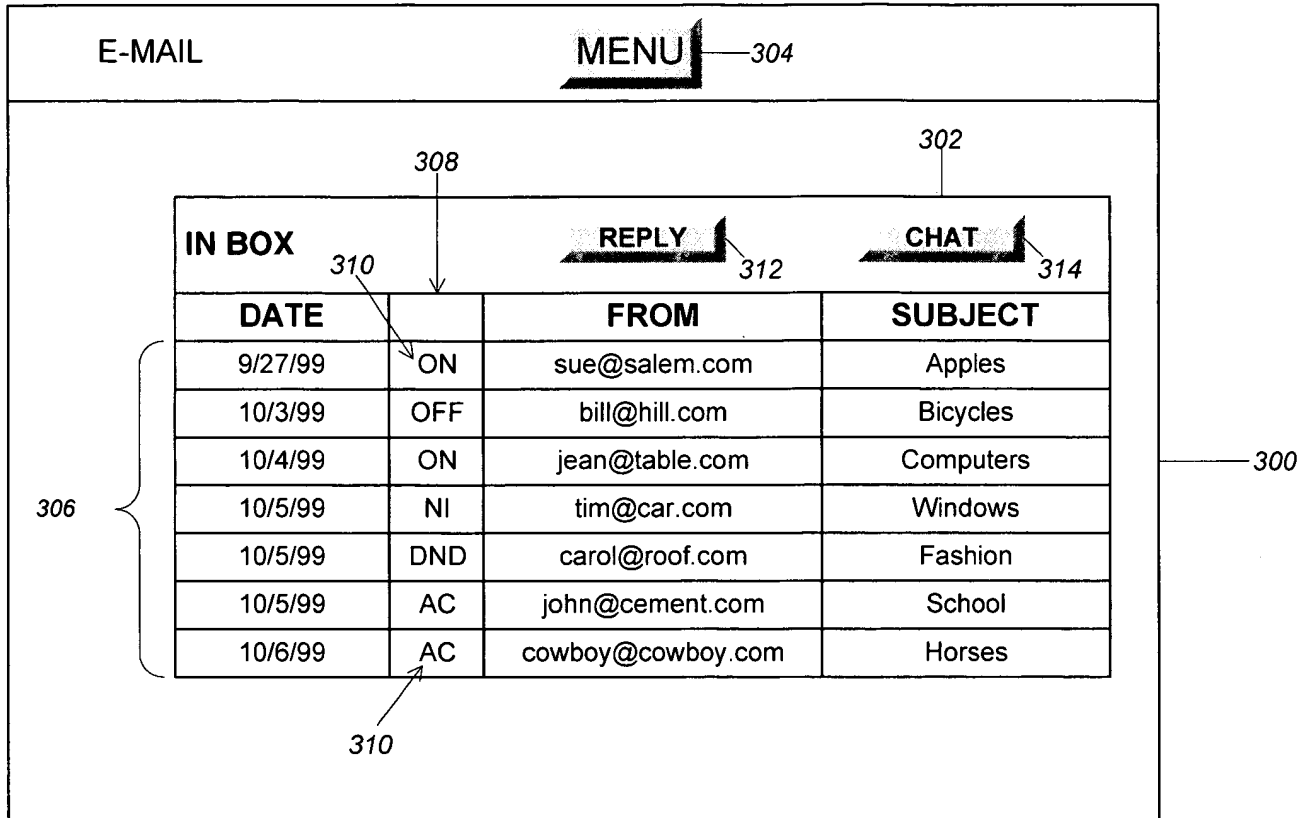 E-MAIL MENU 304
302
308
IN BOX REPLY CHAT
310 312 314
DATE FROM SUBJECT
9/27/99 ON sue@salem.com Apples
10/3/99 OFF bill@hill.com Bicycles
10/4/99 ON jean@table.com Computers
300
10/5/99 NI tim@car.com Windows
306
10/5/99 DND carol@roof.com Fashion
10/5/99 AC john@cement.com School
10/6/99 AC cowboy@cowboy.com Horses
310